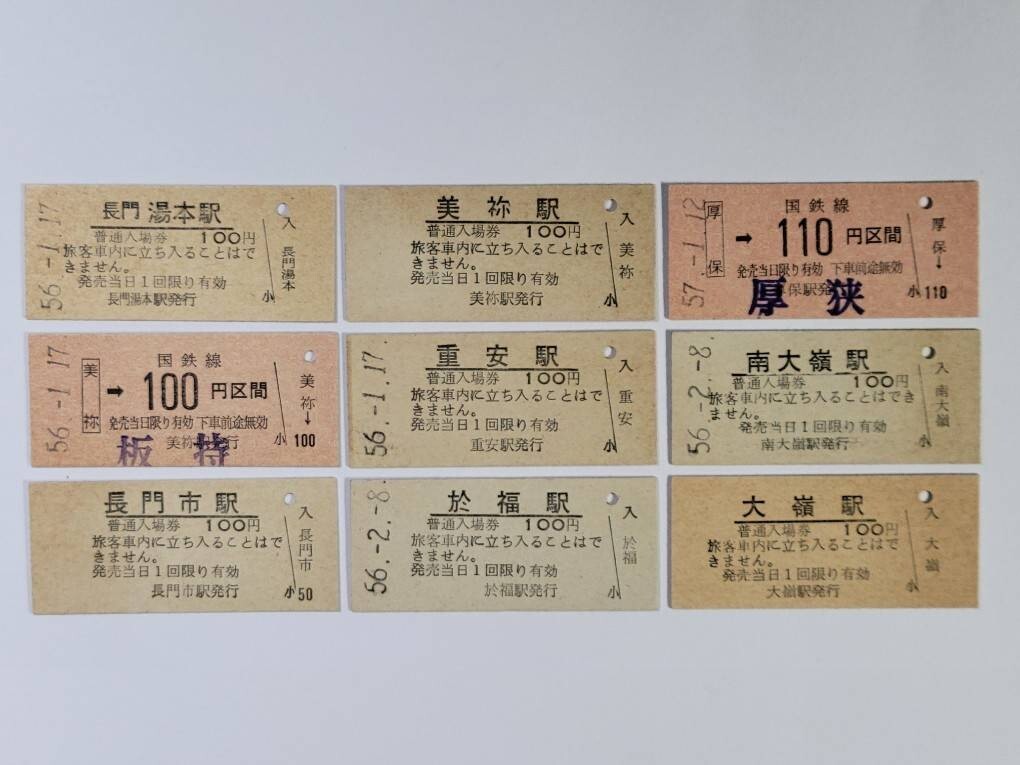 56.-1.17
長門 湯本駅
普通入場券 100円
旅客車内に立ち入ることはで
きません。
発売当日1回限り有効
長門湯本駅発行
入
長門湯本
小
美祢駅
普通入場券 100円
旅客車内に立ち入ることはで
きません。
発売当日1回限り有効
美祢駅発行
入
美祢
小
57.-1.12
厚保
国鉄線
→ 110 円区間
発売当日限り有効 下車前途無効
保駅発
厚狭
厚保→
小 110
56.-1.17
美祢
国鉄線
→ 100 円区間
発売当日限り有効 下車前途無効
美祢 行
板持
美祢→
小 100
56.-1.17.
重安駅
普通入場券 100円
旅客車内に立ち入ることはで
きません。
発売当日1回限り有効
重安駅発行
入
重安
小
56.-2.-8.
南大嶺駅
普通入場券 100円
旅客車内に立ち入ることはでき
ません。
発売当日1回限り有効
南大嶺駅発行
入
南大嶺
小
長門市駅
普通入場券 100円
旅客車内に立ち入ることはで
きません。
発売当日1回限り有効
長門市駅発行
入
長門市
小 50
56.-2.-8.
於福駅
普通入場券 100円
旅客車内に立ち入ることはで
きません。
発売当日1回限り有効
於福駅発行
入
於福
小
大嶺駅
普通入場券 100円
旅客車内に立ち入ることはで
きません。
発売当日1回限り有効
大嶺駅発行
入
大嶺
小